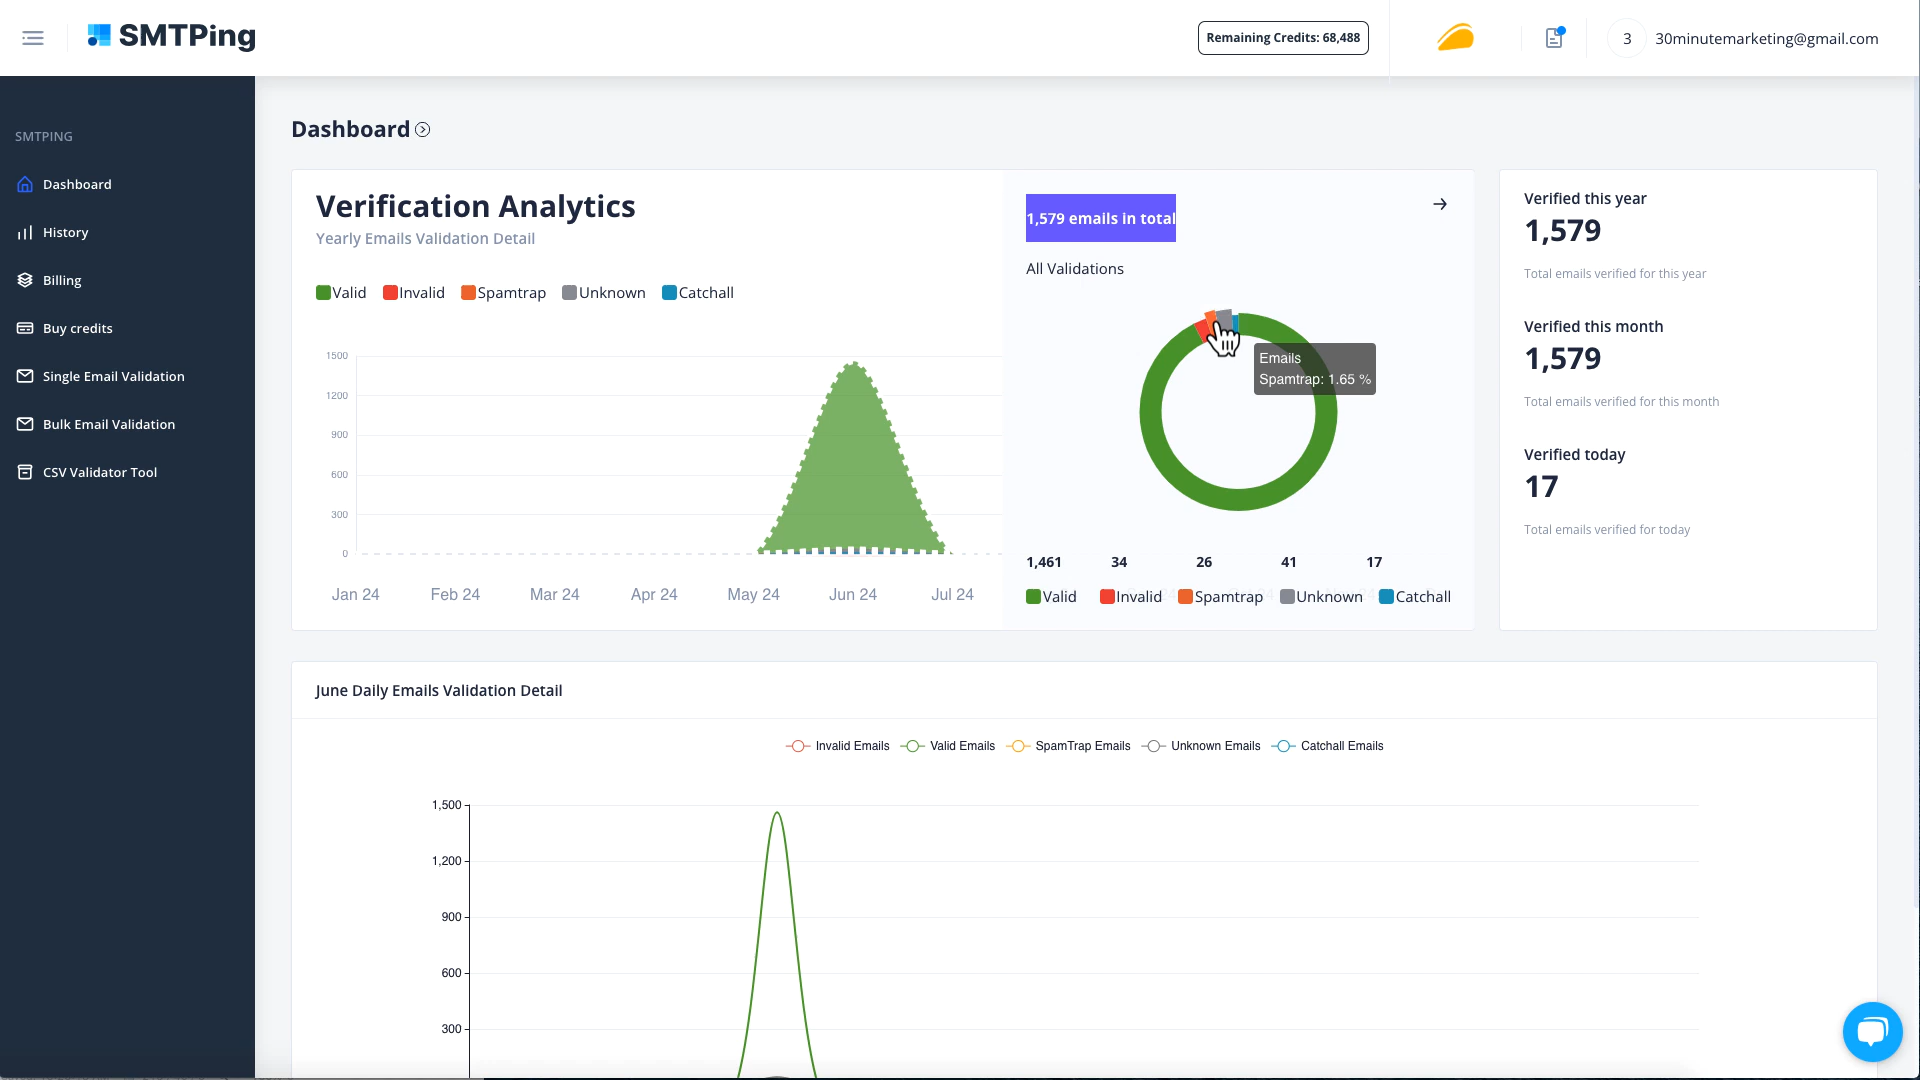 SMTPing
Remaining Credits: 68,488
3
30minutemarketing@gmail.com
SMTPING
Dashboard
History
Billing
Buy credits
Single Email Validation
Bulk Email Validation
CSV Validator Tool
Dashboard
Verification Analytics
Yearly Emails Validation Detail
Valid Invalid Spamtrap Unknown Catchall
1500
1200
900
600
300
0
Jan 24 Feb 24 Mar 24 Apr 24 May 24 Jun 24 Jul 24
1,579 emails in total
All Validations
Emails
Spamtrap: 1.65 %
1,461 34 26 41 17
Valid Invalid Spamtrap Unknown Catchall
Verified this year
1,579
Total emails verified for this year
Verified this month
1,579
Total emails verified for this month
Verified today
17
Total emails verified for today
June Daily Emails Validation Detail
Invalid Emails Valid Emails SpamTrap Emails Unknown Emails Catchall Emails
1,500
1,200
900
600
300